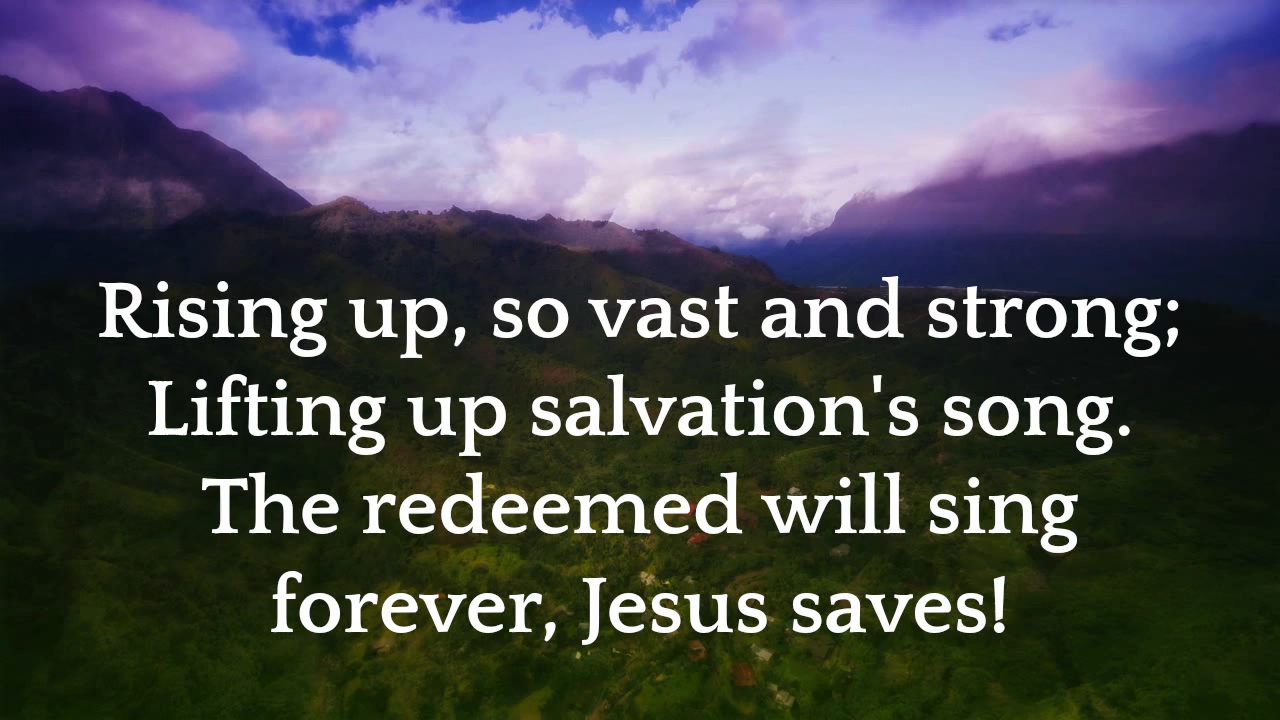 Rising up, so vast and strong;
Lifting up salvation's song.
The redeemed will sing
forever, Jesus saves!